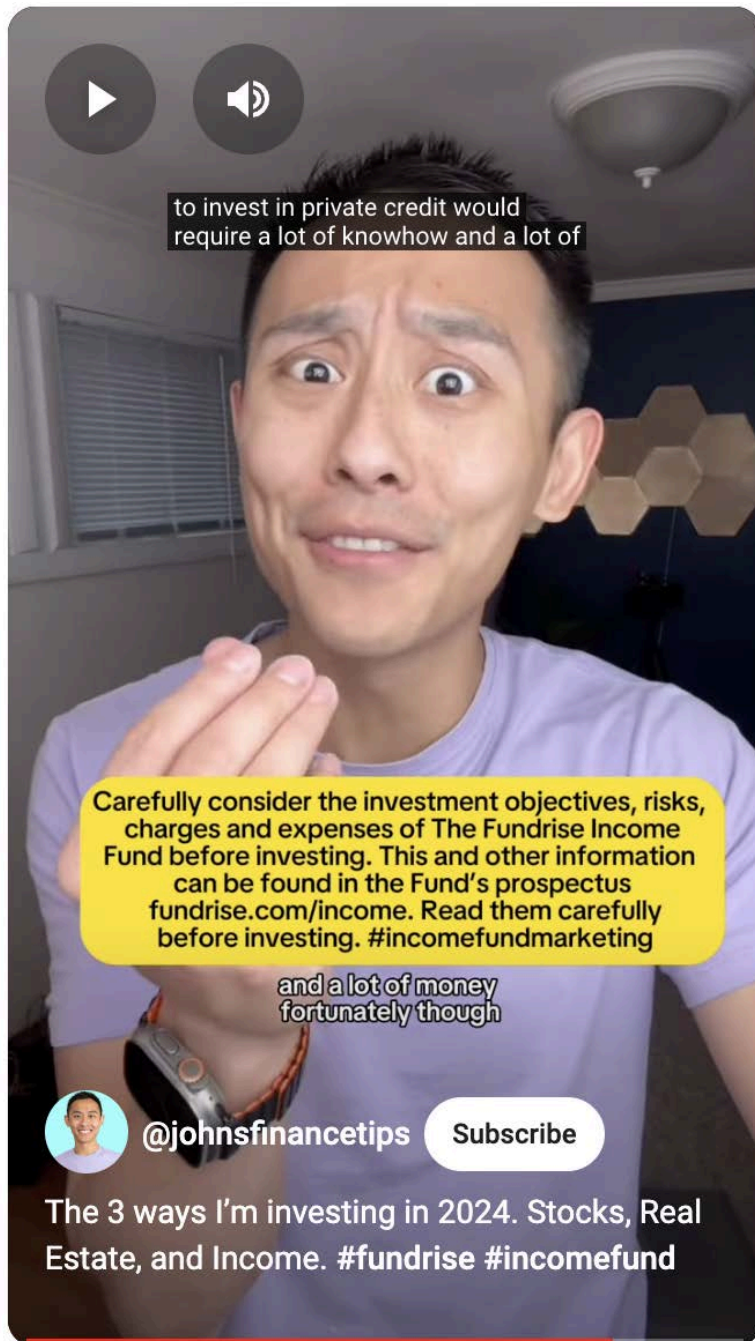 to invest in private credit would
require a lot of knowhow and a lot of
Carefully consider the investment objectives, risks,
charges and expenses of The Fundrise Income
Fund before investing. This and other information
can be found in the Fund's prospectus
fundrise.com/income. Read them carefully
before investing. #incomefundmarketing
and a lot of money
fortunately though
@johnsfinancetips
Subscribe
The 3 ways I'm investing in 2024. Stocks, Real
Estate, and Income. #fundrise #incomefund